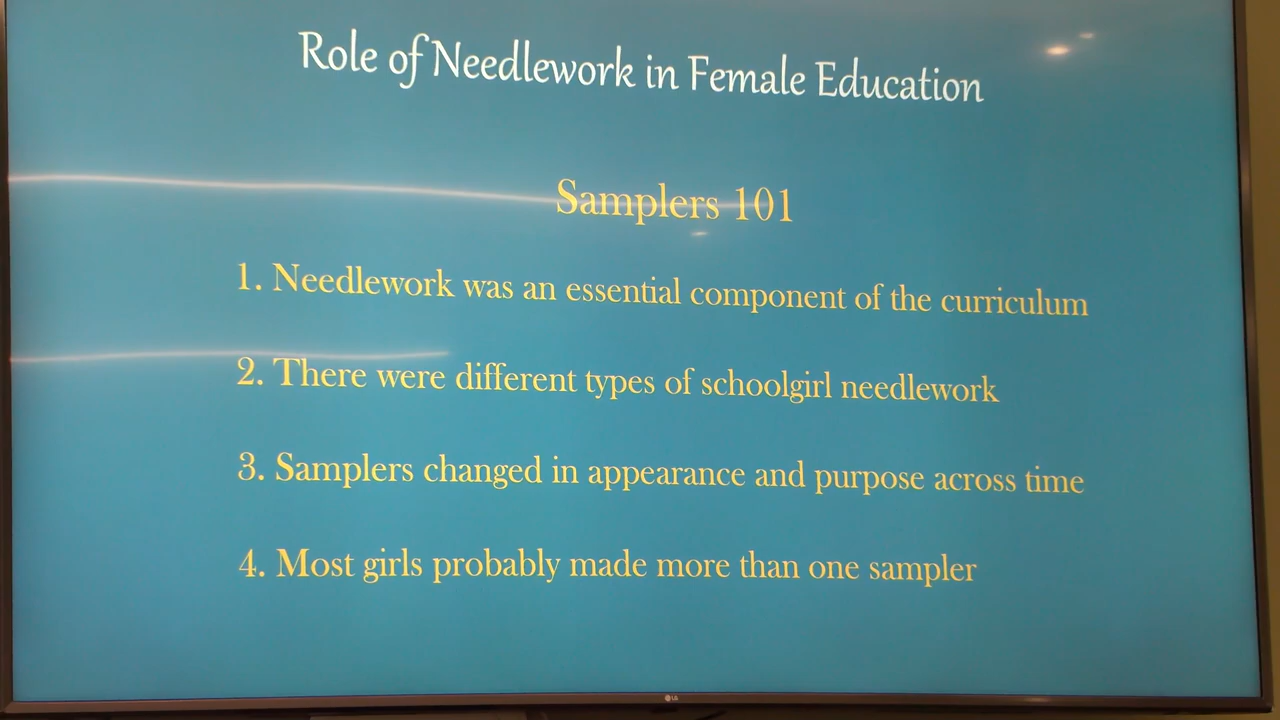 Role of Needlework in Female Education
Samplers 101
1. Needlework was an essential component of the curriculum
2. There were different types of schoolgirl needlework
3. Samplers changed in appearance and purpose across time
4. Most girls probably made more than one sampler
LG